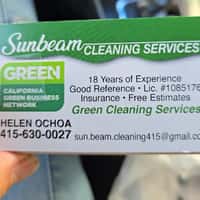 Sunbeam CLEANING SERVICES
GREEN
CALIFORNIA
GREEN BUSINESS
NETWORK
18 Years of Experience
Good Reference • Lic. #1085176
Insurance • Free Estimates
Green Cleaning Services
HELEN OCHOA
415-630-0027
sun.beam.cleaning415@gmail.co